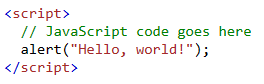 <script>
// JavaScript code goes here
alert("Hello, world!");
</script>